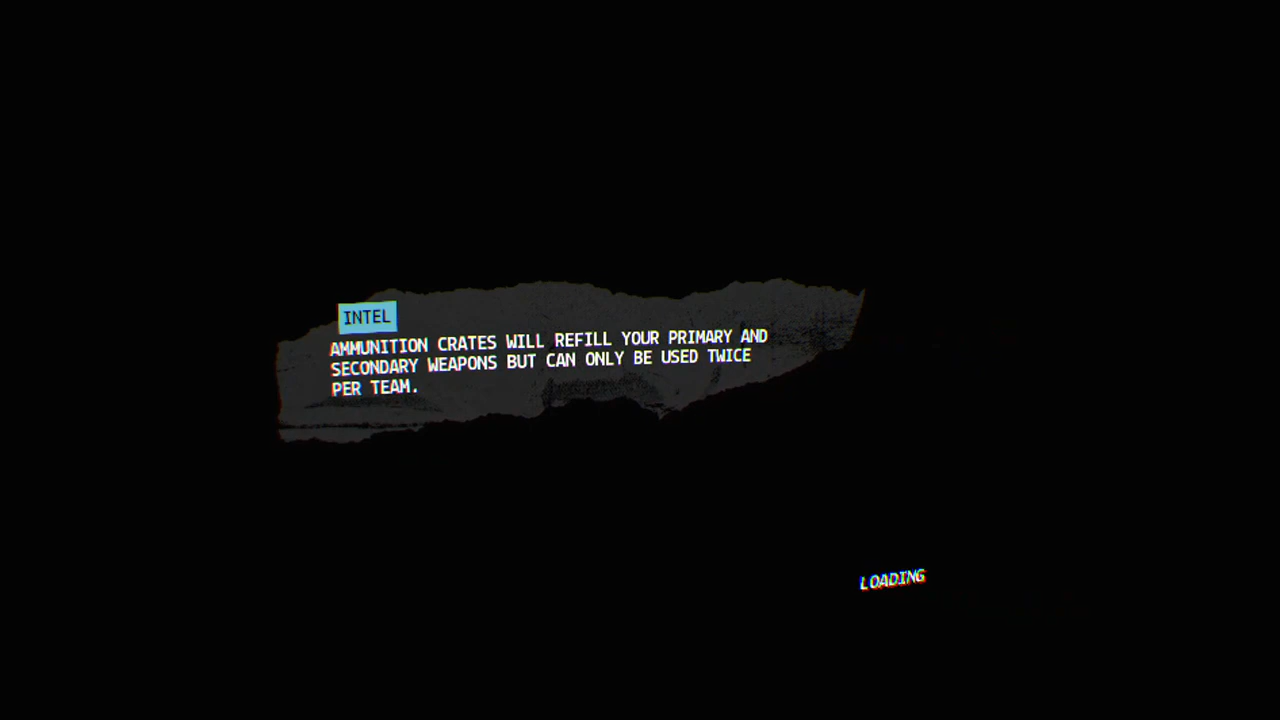 INTEL
AMMUNITION CRATES WILL REFILL YOUR PRIMARY AND
SECONDARY WEAPONS BUT CAN ONLY BE USED TWICE
PER TEAM.
LOADING